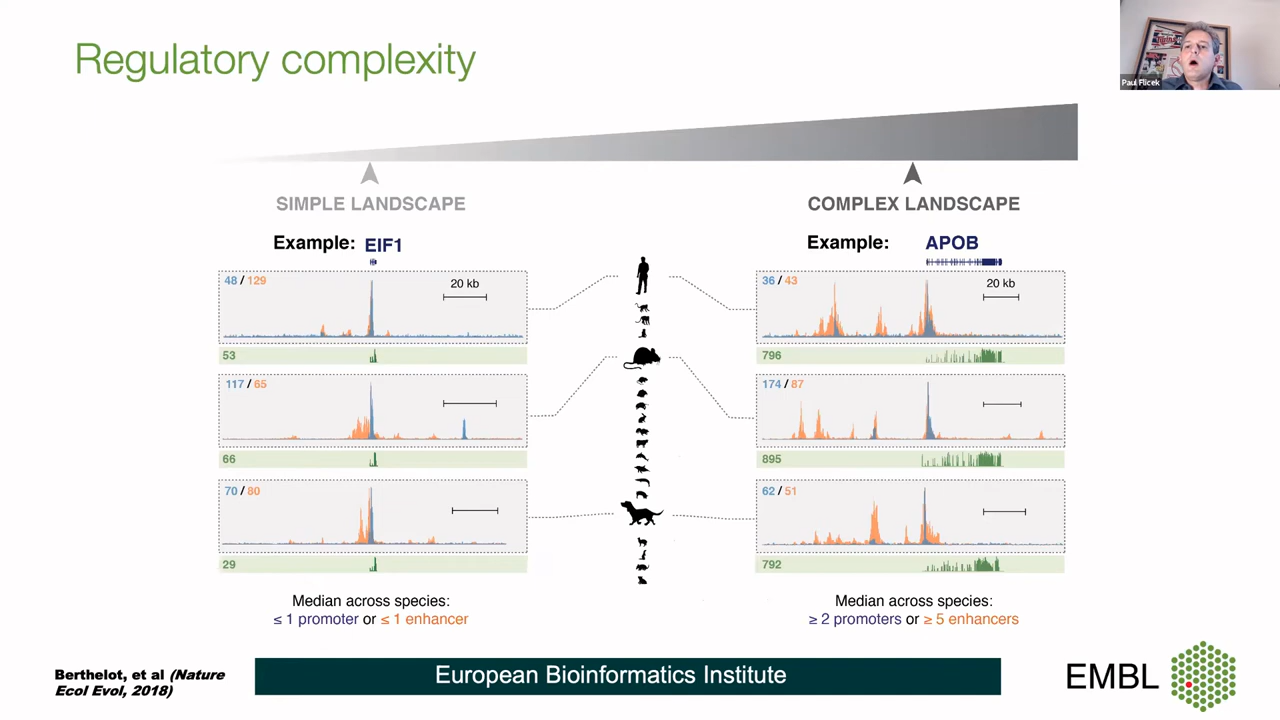 Regulatory complexity
Paul Flicek
SIMPLE LANDSCAPE
COMPLEX LANDSCAPE
Example: EIF1
Example: APOB
48 / 129
20 kb
36 / 43
20 kb
53
796
117 / 65
174 / 87
66
895
70 / 80
62 / 51
29
792
Median across species:
≤ 1 promoter or ≤ 1 enhancer
Median across species:
≥ 2 promoters or ≥ 5 enhancers
Berthelot, et al (Nature
Ecol Evol, 2018)
European Bioinformatics Institute
EMBL